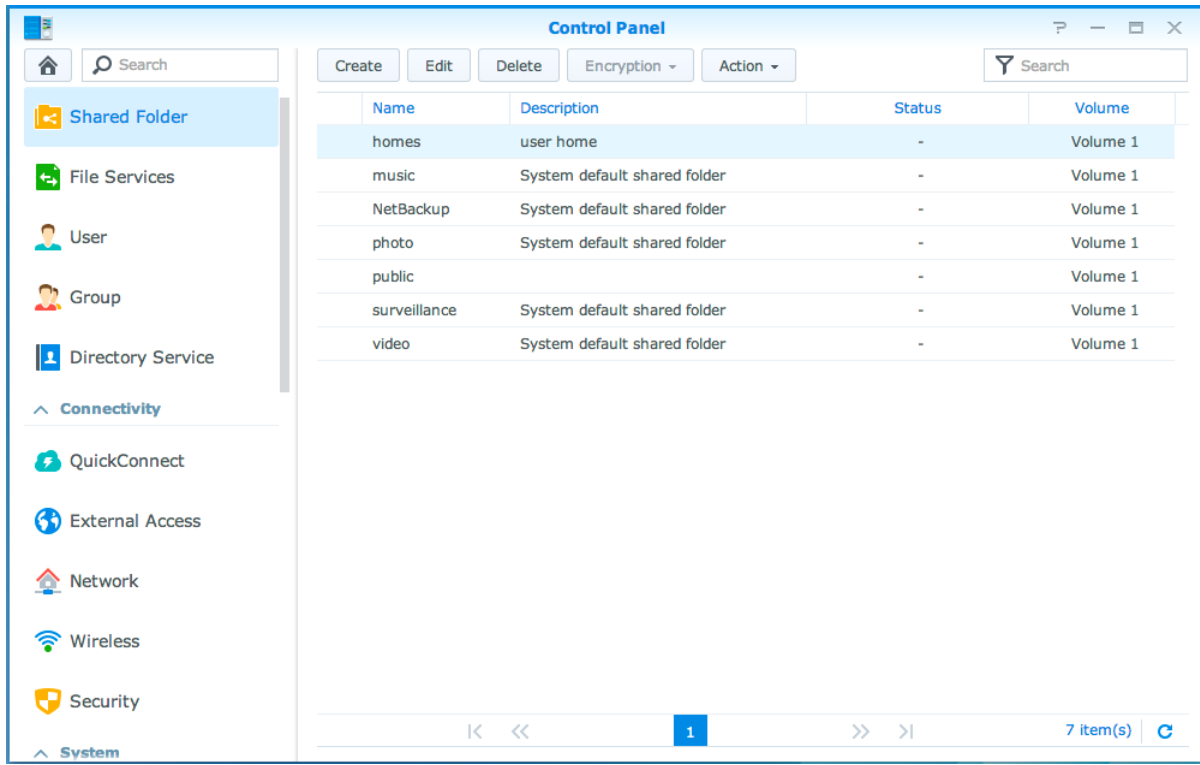 Control Panel
Search
Create Edit Delete Encryption Action Search
Shared Folder
File Services
User
Group
Directory Service
Connectivity
QuickConnect
External Access
Network
Wireless
Security
System
Name Description Status Volume
homes user home - Volume 1
music System default shared folder - Volume 1
NetBackup System default shared folder - Volume 1
photo System default shared folder - Volume 1
public - Volume 1
surveillance System default shared folder - Volume 1
video System default shared folder - Volume 1
1 7 item(s)